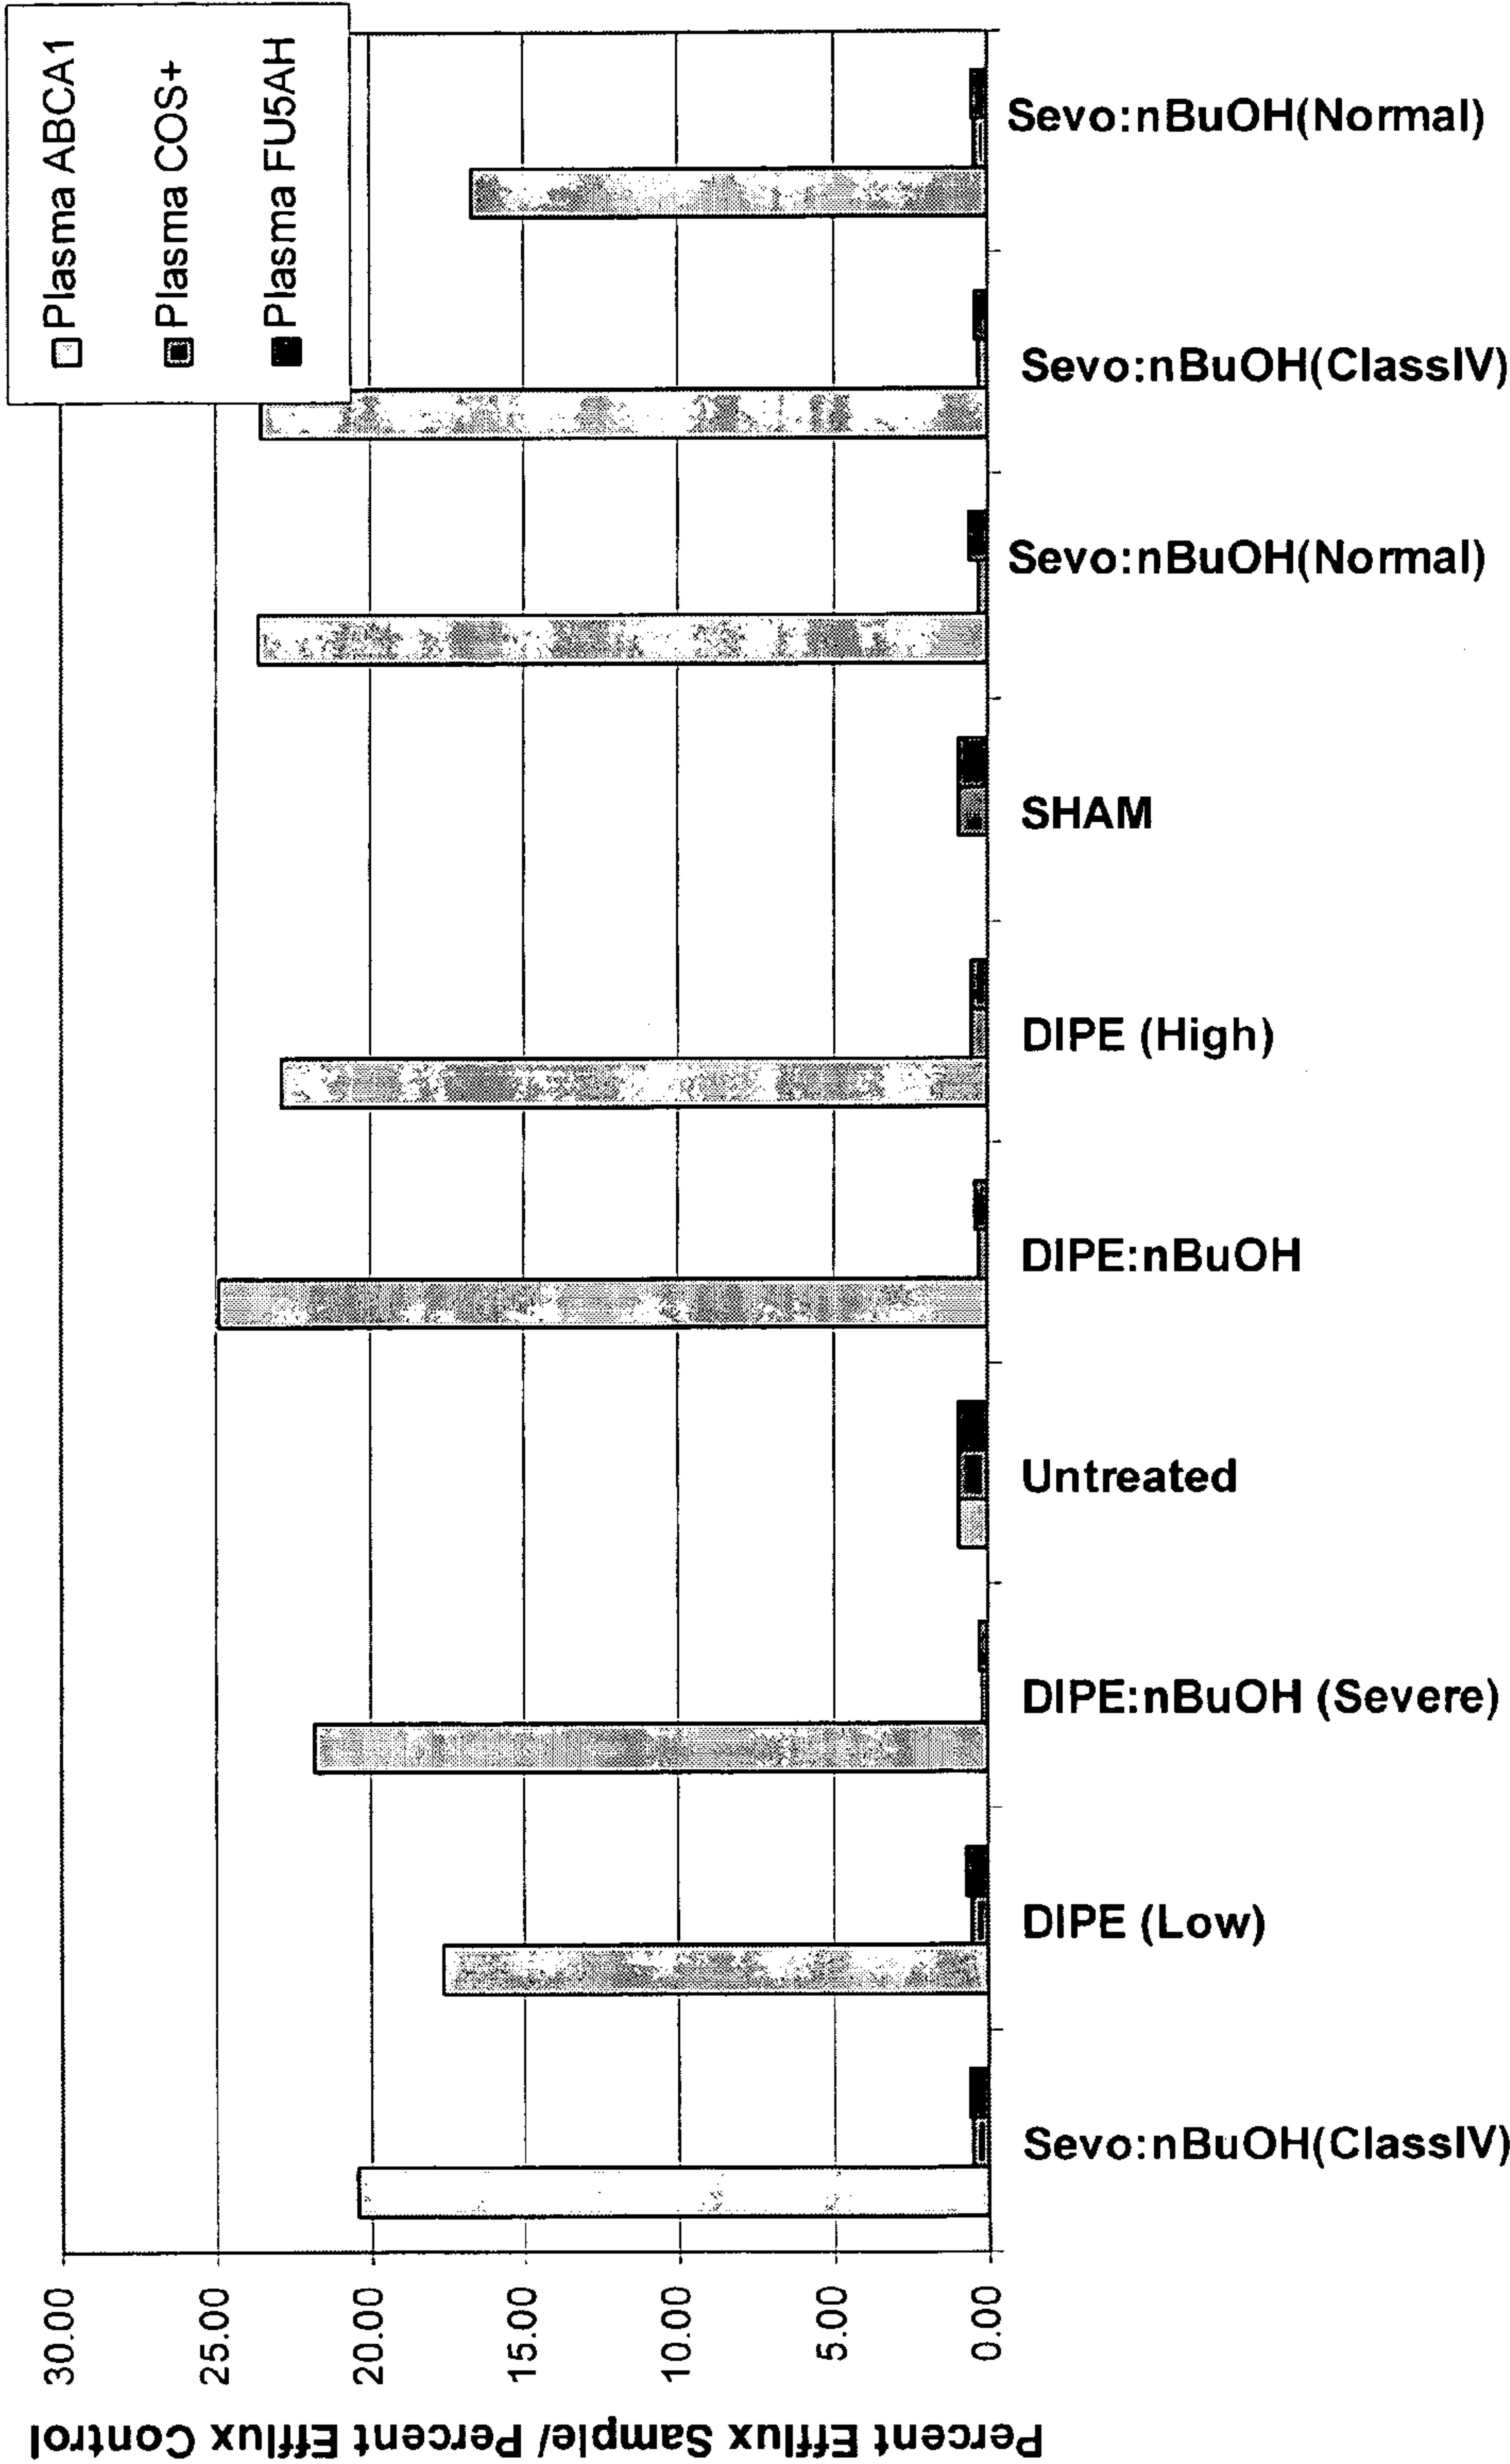 Plasma ABCA1
Plasma COS+
Plasma FU5AH
Percent Efflux Sample/ Percent Efflux Control
30.00
25.00
20.00
15.00
10.00
5.00
0.00
Sevo:nBuOH(ClassIV)
DIPE (Low)
DIPE:nBuOH (Severe)
Untreated
DIPE:nBuOH
DIPE (High)
SHAM
Sevo:nBuOH(Normal)
Sevo:nBuOH(ClassIV)
Sevo:nBuOH(Normal)